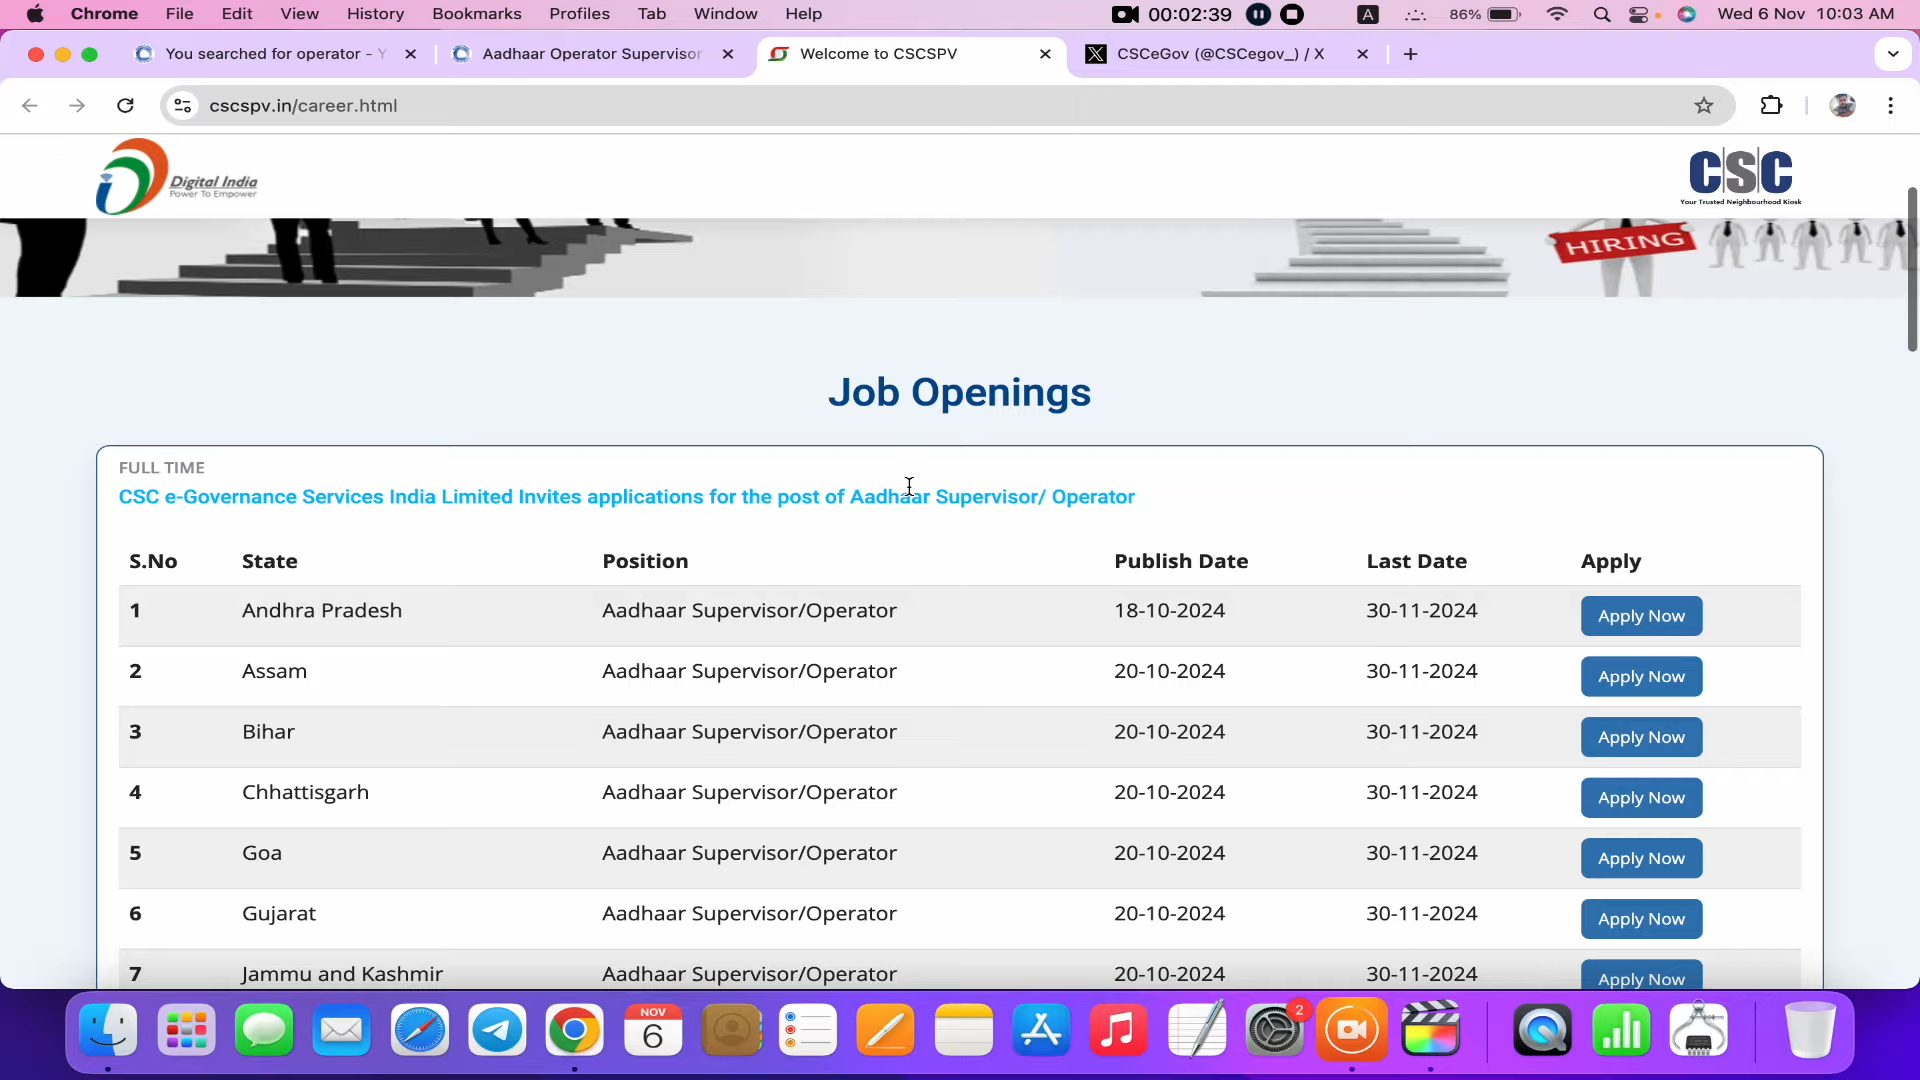 Chrome File Edit View History Bookmarks Profiles Tab Window Help 00:02:39 A 86% Wed 6 Nov 10:03 AM
You searched for operator - Y Aadhaar Operator Supervisor Welcome to CSCSPV CSCeGov (@CSCegov_) / X
cscspv.in/career.html
Digital India
Power To Empower
CSC
Your Trusted Neighbourhood Kiosk
HIRING
Job Openings
FULL TIME
CSC e-Governance Services India Limited Invites applications for the post of Aadhaar Supervisor/ Operator
S.No State Position Publish Date Last Date Apply
1 Andhra Pradesh Aadhaar Supervisor/Operator 18-10-2024 30-11-2024 Apply Now
2 Assam Aadhaar Supervisor/Operator 20-10-2024 30-11-2024 Apply Now
3 Bihar Aadhaar Supervisor/Operator 20-10-2024 30-11-2024 Apply Now
4 Chhattisgarh Aadhaar Supervisor/Operator 20-10-2024 30-11-2024 Apply Now
5 Goa Aadhaar Supervisor/Operator 20-10-2024 30-11-2024 Apply Now
6 Gujarat Aadhaar Supervisor/Operator 20-10-2024 30-11-2024 Apply Now
7 Jammu and Kashmir Aadhaar Supervisor/Operator 20-10-2024 30-11-2024 Apply Now
NOV
6
2